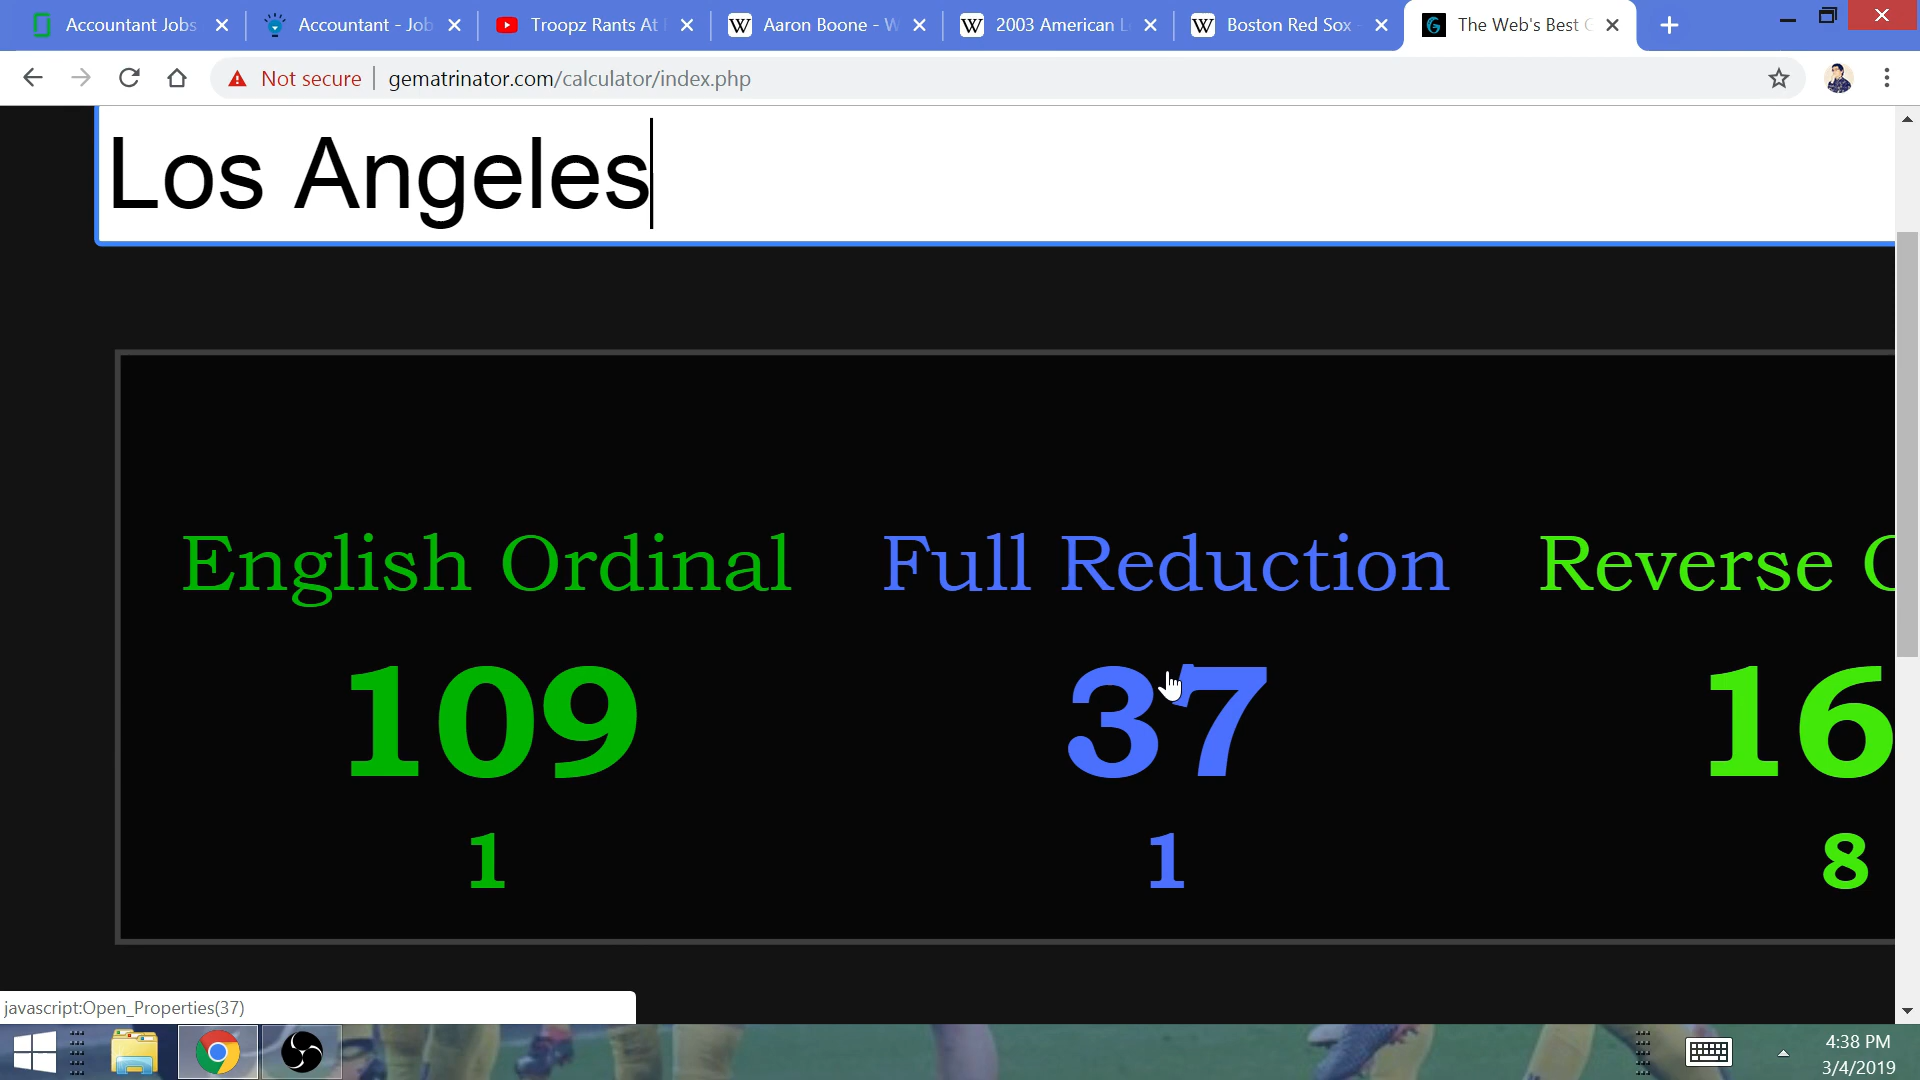 Accountant Jobs
Accountant - Job
Troopz Rants At
Aaron Boone - W
2003 American L
Boston Red Sox -
The Web's Best G
Not secure
gematrinator.com/calculator/index.php
Los Angeles
English Ordinal
Full Reduction
Reverse O
109
37
16
1
1
8
javascript:Open_Properties(37)
4:38 PM
3/4/2019